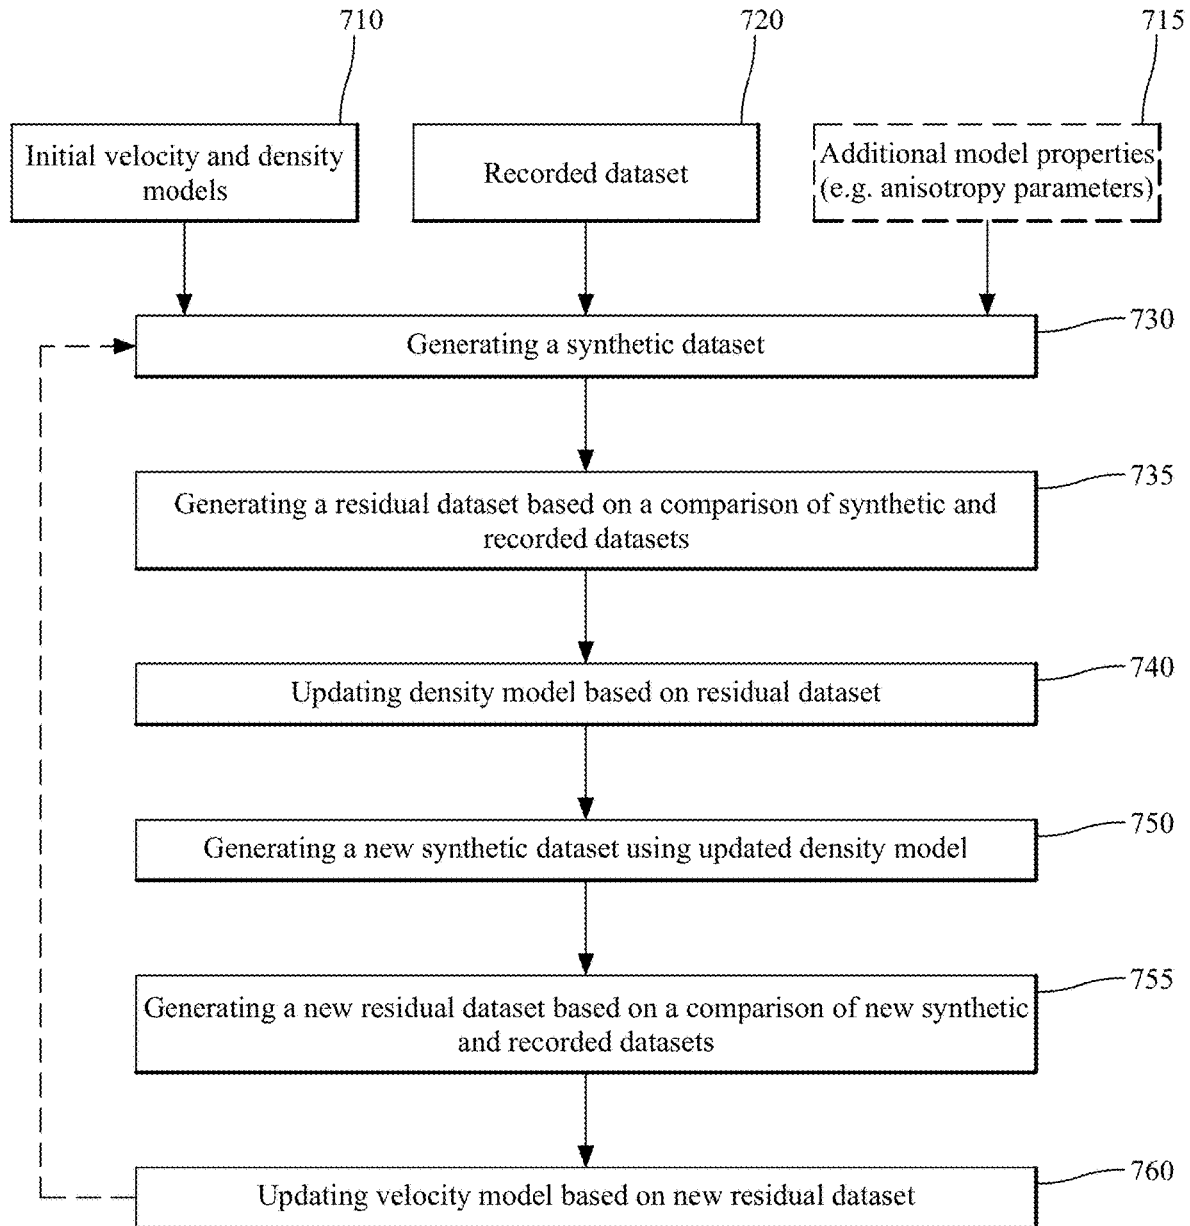 710
720
715
Initial velocity and density
models
Recorded dataset
Additional model properties
(e.g. anisotropy parameters)
730
Generating a synthetic dataset
735
Generating a residual dataset based on a comparison of synthetic and
recorded datasets
740
Updating density model based on residual dataset
750
Generating a new synthetic dataset using updated density model
755
Generating a new residual dataset based on a comparison of new synthetic
and recorded datasets
760
Updating velocity model based on new residual dataset